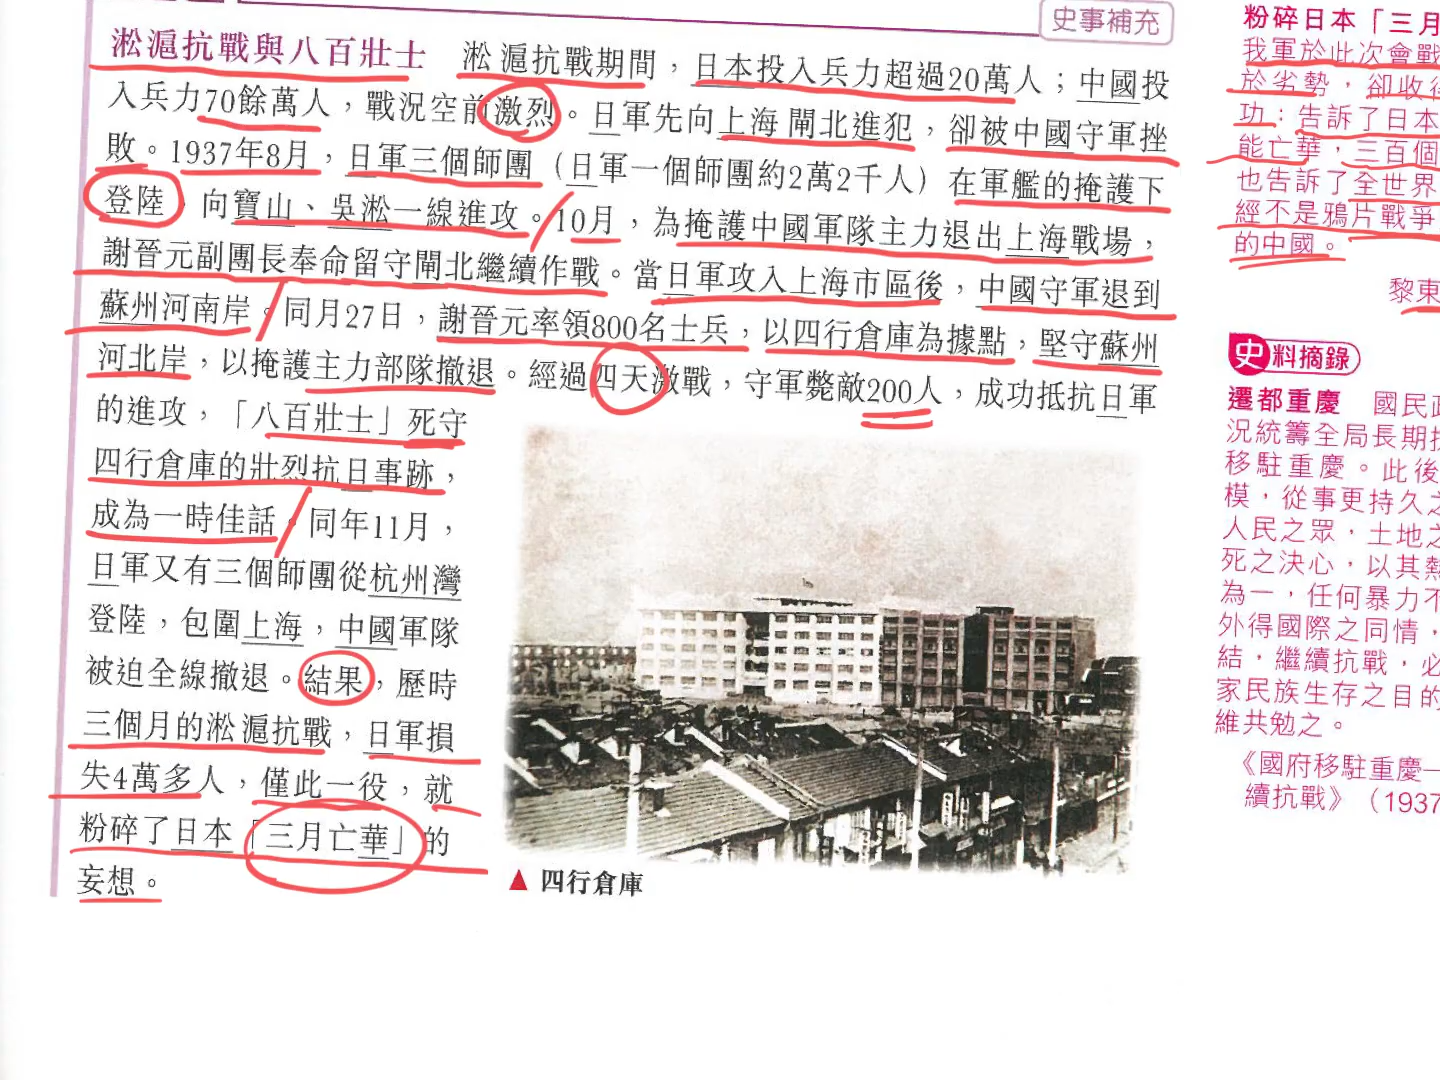 史事補充
淞滬抗戰與八百壯士　淞滬抗戰期間，日本投入兵力超過20萬人；中國投
入兵力70餘萬人，戰況空前激烈。日軍先向上海閘北進犯，卻被中國守軍挫
敗。1937年8月，日軍三個師團（日軍一個師團約2萬2千人）在軍艦的掩護下
登陸，向寶山、吳淞一線進攻。10月，為掩護中國軍隊主力退出上海戰場，
謝晉元副團長奉命留守閘北繼續作戰。當日軍攻入上海市區後，中國守軍退到
蘇州河南岸。同月27日，謝晉元率領800名士兵，以四行倉庫為據點，堅守蘇州
河北岸，以掩護主力部隊撤退。經過四天激戰，守軍斃敵200人，成功抵抗日軍
的進攻，「八百壯士」死守
四行倉庫的壯烈抗日事跡，
成為一時佳話。同年11月，
日軍又有三個師團從杭州灣
登陸，包圍上海，中國軍隊
被迫全線撤退。結果，歷時
三個月的淞滬抗戰，日軍損
失4萬多人，僅此一役，就
粉碎了日本「三月亡華」的
妄想。
▲ 四行倉庫
粉碎日本「三月
我軍於此次會戰
於劣勢，卻收
功：告訴了日本
能亡華，三百個
也告訴了全世界
經不是鴉片戰爭
的中國。
黎東
史料摘錄
遷都重慶　國民
況統籌全局長期
移駐重慶。此後
模，從事更持久之
人民之眾，土地之
死之決心，以其熱
為一，任何暴力不
外得國際之同情，
結，繼續抗戰，必
家民族生存之目的
維共勉之。
《國府移駐重慶—
續抗戰》（1937